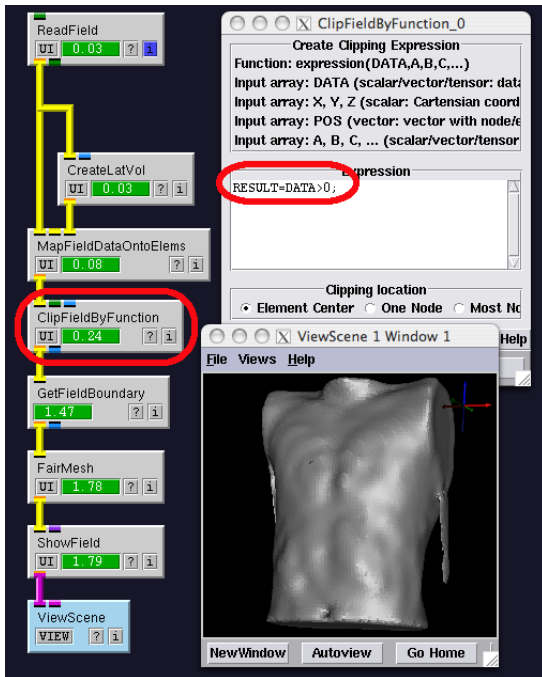 ReadField
UI 0.03 ? i
CreateLatVol
UI 0.03 ? i
MapFieldDataOntoElems
UI 0.08 ? i
ClipFieldByFunction
UI 0.24 ? i
GetFieldBoundary
1.47 ? i
FairMesh
UI 1.78 ? i
ShowField
UI 1.79 ? i
ViewScene
VIEW ? i
X ClipFieldByFunction_0
Create Clipping Expression
Function: expression(DATA,A,B,C,...)
Input array: DATA (scalar/vector/tensor: data
Input array: X, Y, Z (scalar: Cartensian coord
Input array: POS (vector: vector with node/e
Input array: A, B, C, ... (scalar/vector/tensor
Expression
RESULT=DATA>0;
Clipping location
Element Center One Node Most No
Help
X ViewScene 1 Window 1
File Views Help
NewWindow Autoview Go Home